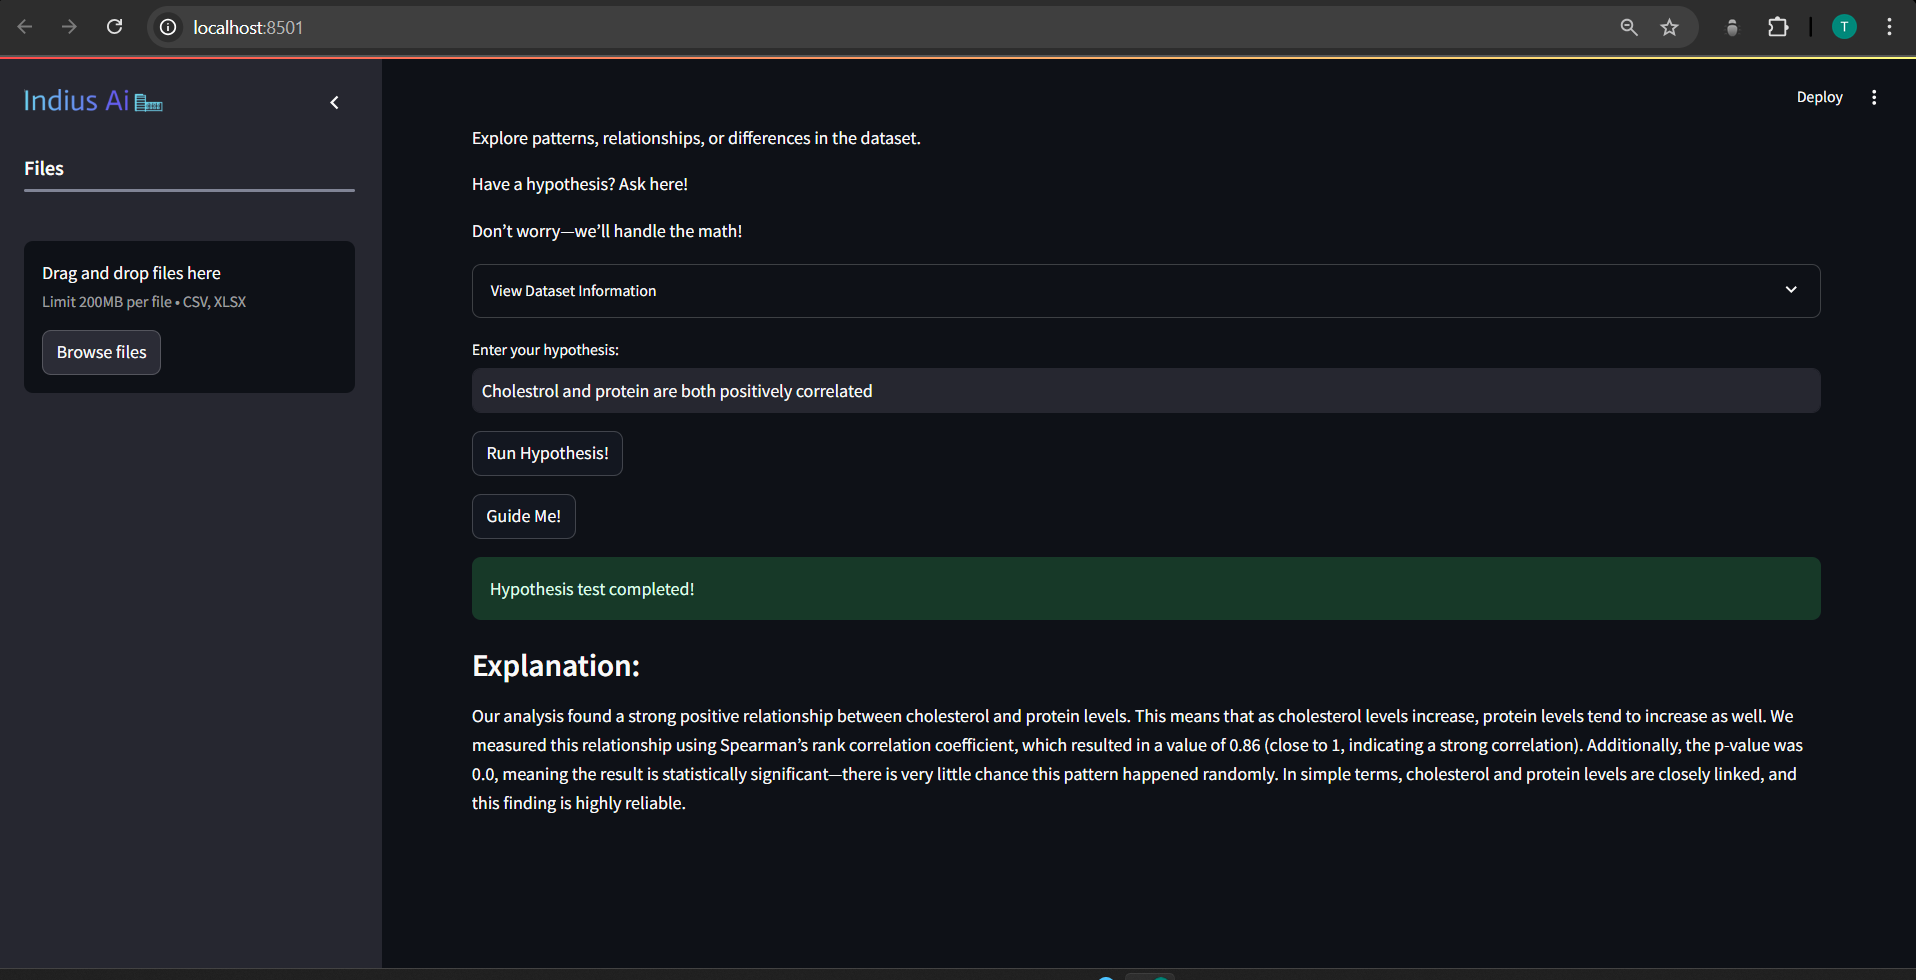 localhost:8501
T
Indius Ai
Deploy
Files
Drag and drop files here
Limit 200MB per file • CSV, XLSX
Browse files
Explore patterns, relationships, or differences in the dataset.
Have a hypothesis? Ask here!
Don’t worry—we’ll handle the math!
View Dataset Information
Enter your hypothesis:
Cholestrol and protein are both positively correlated
Run Hypothesis!
Guide Me!
Hypothesis test completed!
Explanation:
Our analysis found a strong positive relationship between cholesterol and protein levels. This means that as cholesterol levels increase, protein levels tend to increase as well. We
measured this relationship using Spearman’s rank correlation coefficient, which resulted in a value of 0.86 (close to 1, indicating a strong correlation). Additionally, the p-value was
0.0, meaning the result is statistically significant—there is very little chance this pattern happened randomly. In simple terms, cholesterol and protein levels are closely linked, and
this finding is highly reliable.